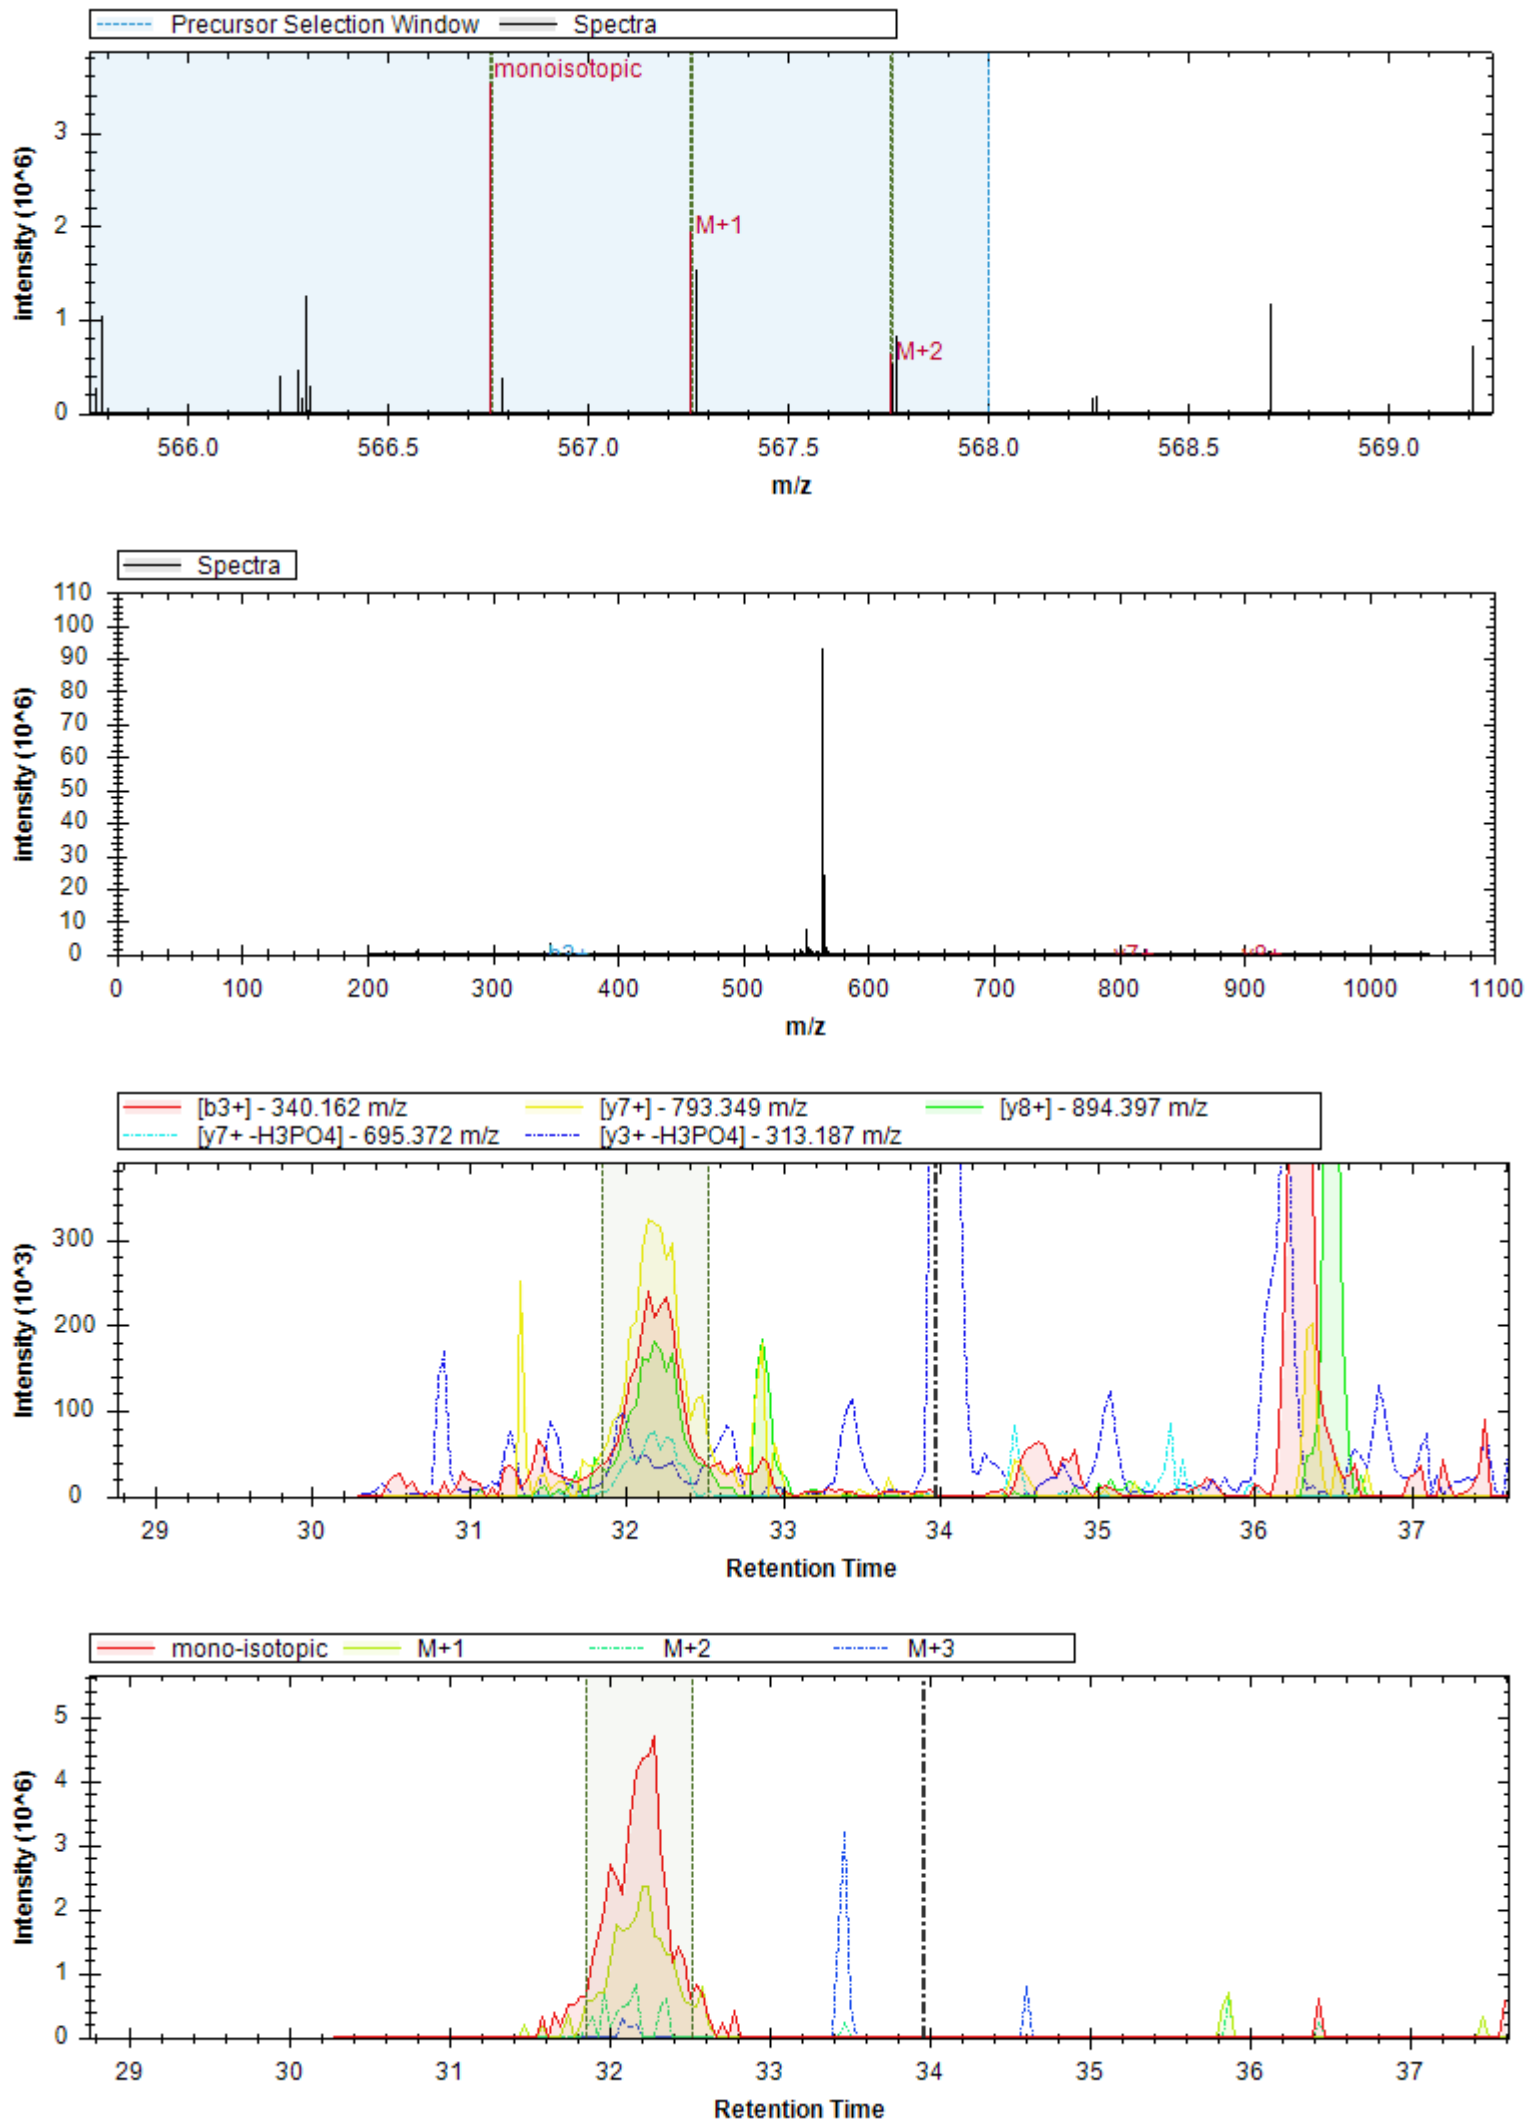 Precursor Selection Window Spectra
monoisotopic
M+1
M+2
3
2
1
0
intensity (10^6)
566.0 566.5 567.0 567.5 568.0 568.5 569.0
m/z
Spectra
110
100
90
80
70
60
50
40
30
20
10
0
intensity (10^6)
0 100 200 300 400 500 600 700 800 900 1000 1100
m/z
[b3+] - 340.162 m/z [y7+] - 793.349 m/z [y8+] - 894.397 m/z
[y7+ -H3PO4] - 695.372 m/z [y3+ -H3PO4] - 313.187 m/z
300
200
100
0
Intensity (10^3)
29 30 31 32 33 34 35 36 37
Retention Time
mono-isotopic M+1 M+2 M+3
5
4
3
2
1
0
Intensity (10^6)
29 30 31 32 33 34 35 36 37
Retention Time